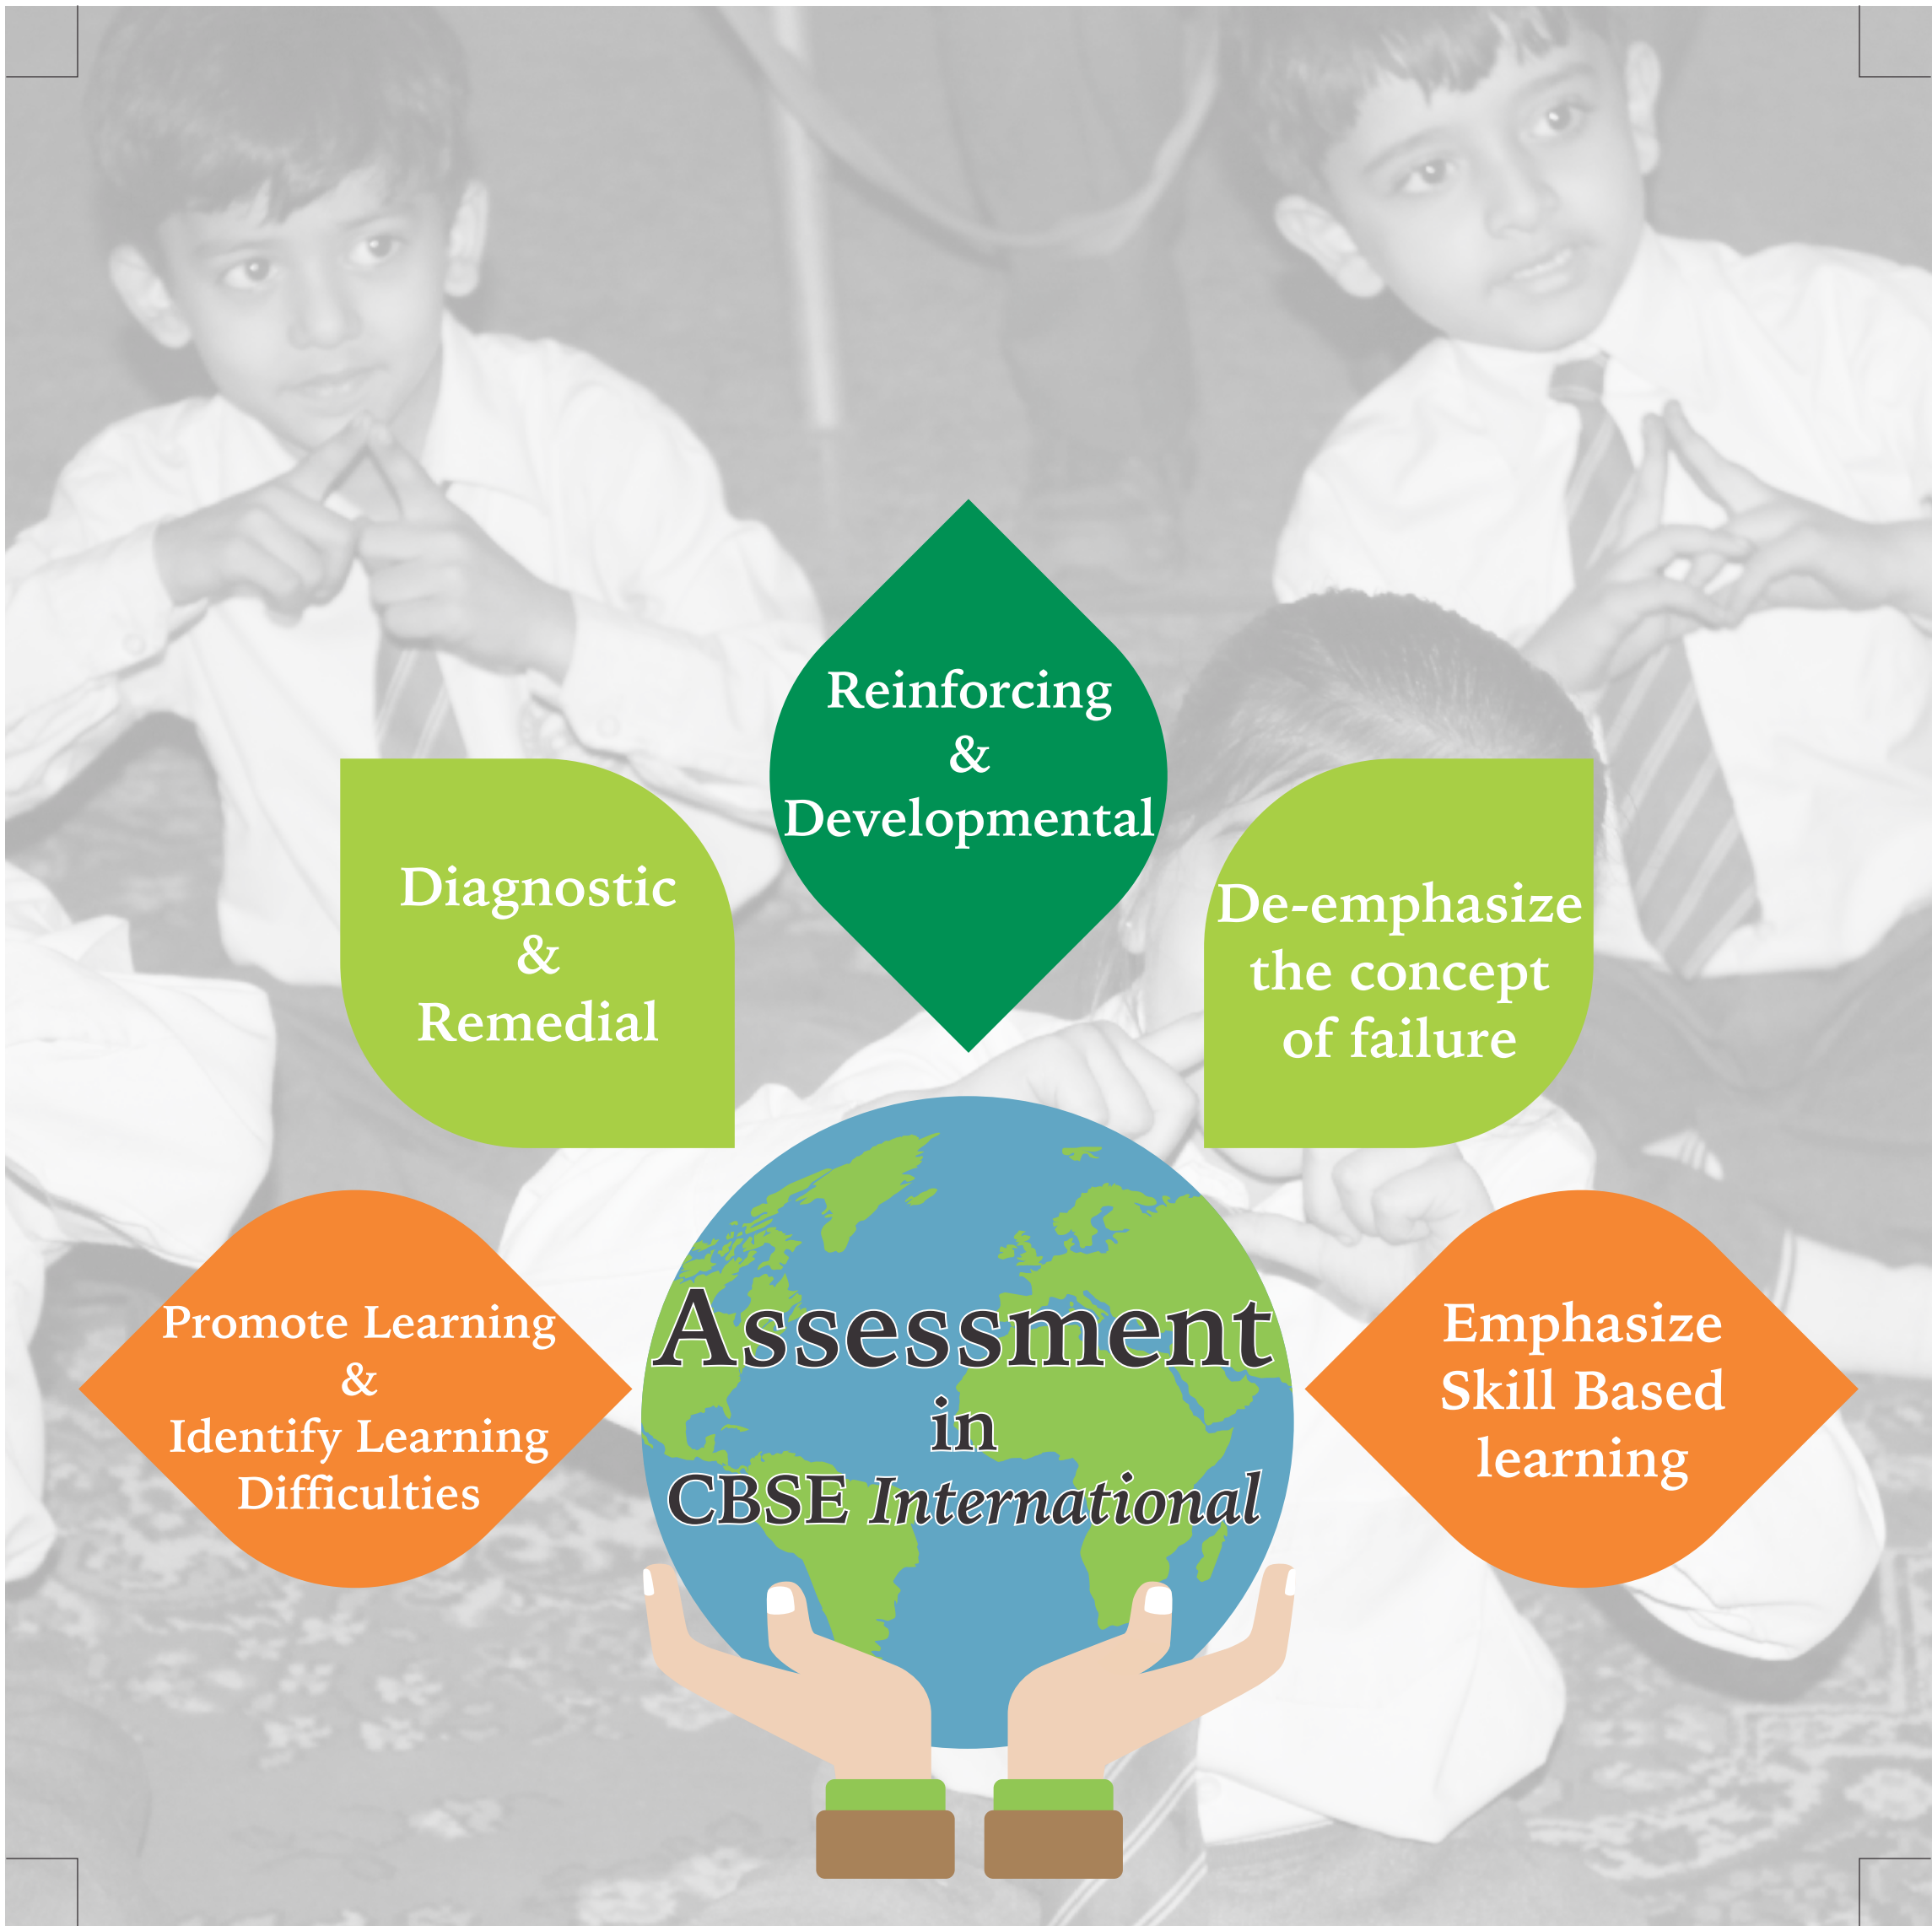 Reinforcing
&
Developmental
Diagnostic
&
Remedial
De-emphasize
the concept
of failure
Promote Learning
&
Identify Learning
Difficulties
Assessment
in
CBSE International
Emphasize
Skill Based
learning